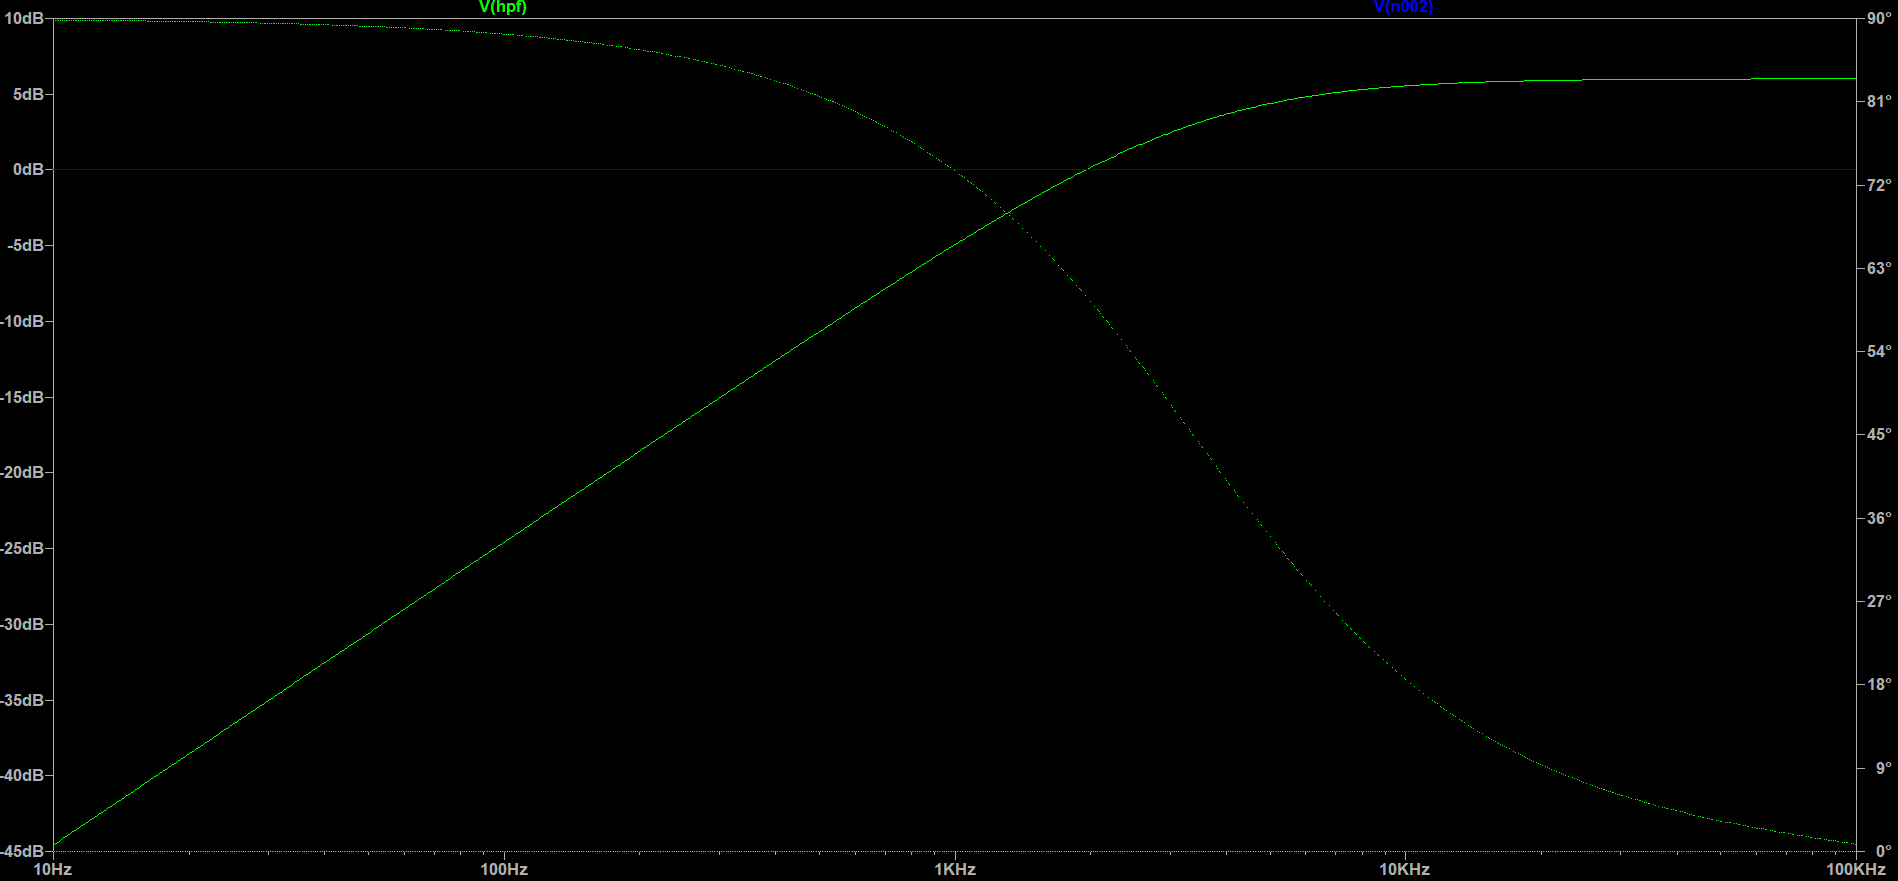 V(hpf) V(n002)
10dB 90°
5dB 81°
0dB 72°
-5dB 63°
-10dB 54°
-15dB 45°
-20dB 36°
-25dB 27°
-30dB 18°
-35dB 9°
-40dB 0°
-45dB
10Hz 100Hz 1KHz 10KHz 100KHz